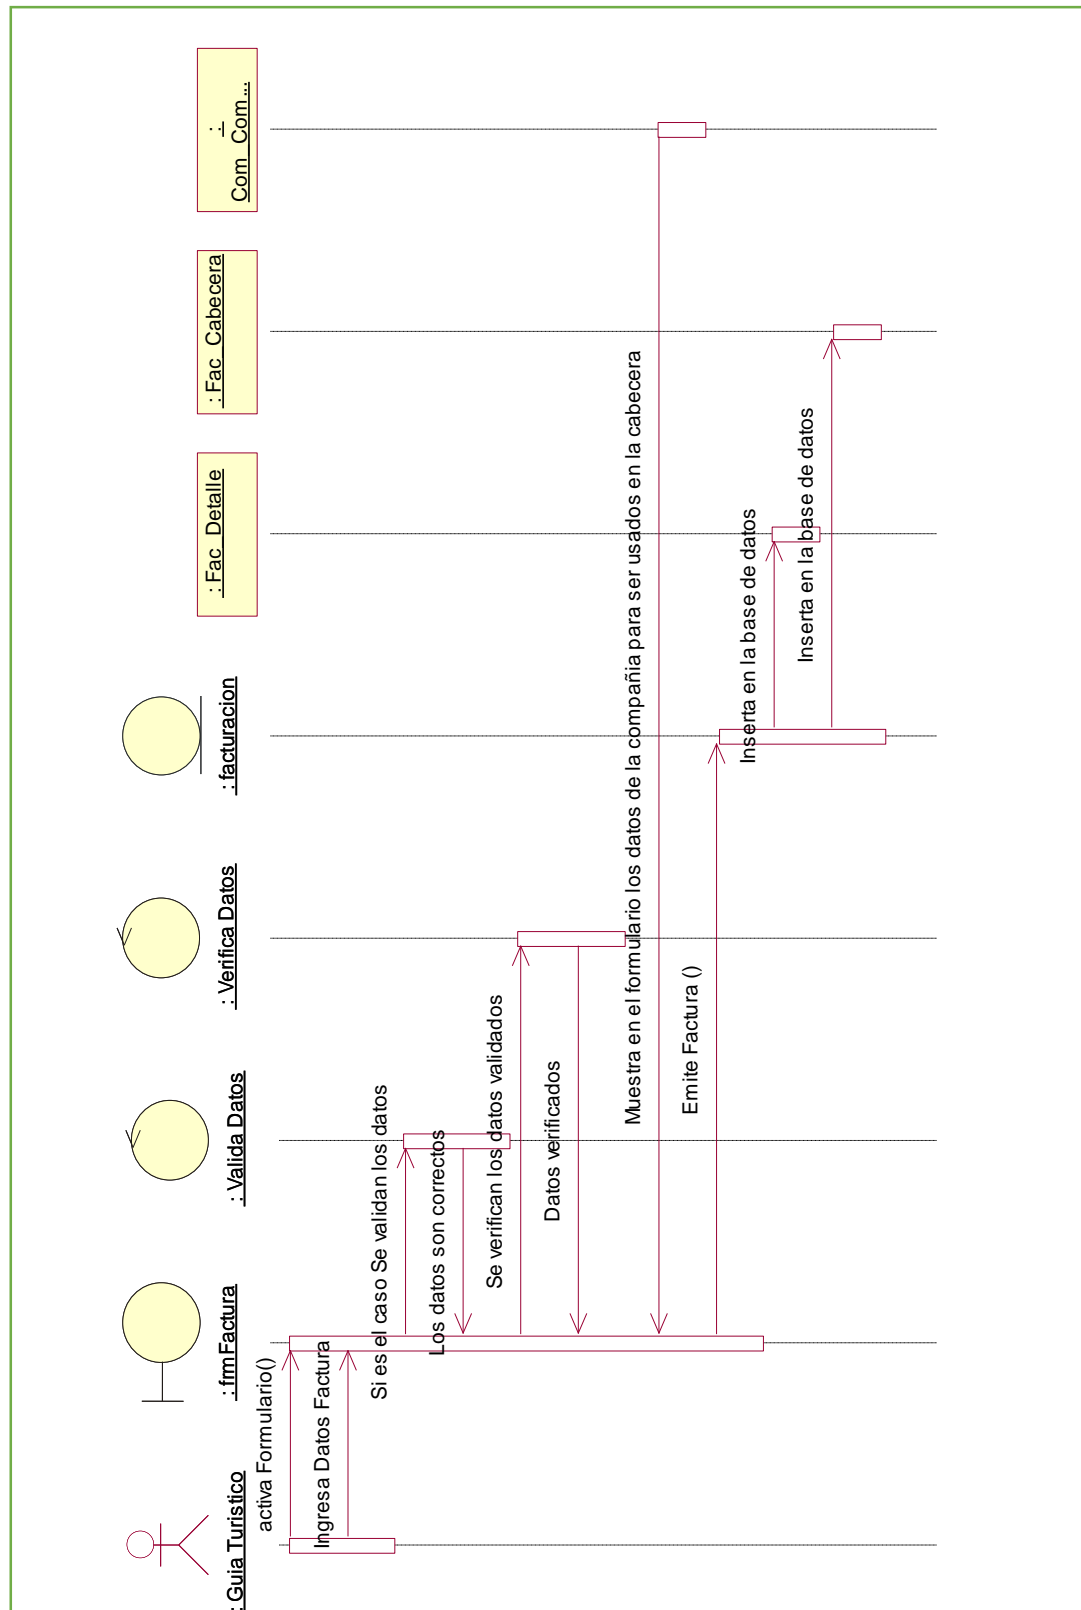 : Guia Turistico
: frmFactura
: Valida Datos
: Verifica Datos
: facturacion
: Fac_Detalle
: Fac_Cabecera
:
Com_Com...
activa Formulario()
Ingresa Datos Factura
Si es el caso Se validan los datos
Los datos son correctos
Se verifican los datos validados
Datos verificados
Muestra en el formulario los datos de la compañia para ser usados en la cabecera
Emite Factura ()
Inserta en la base de datos
Inserta en la base de datos